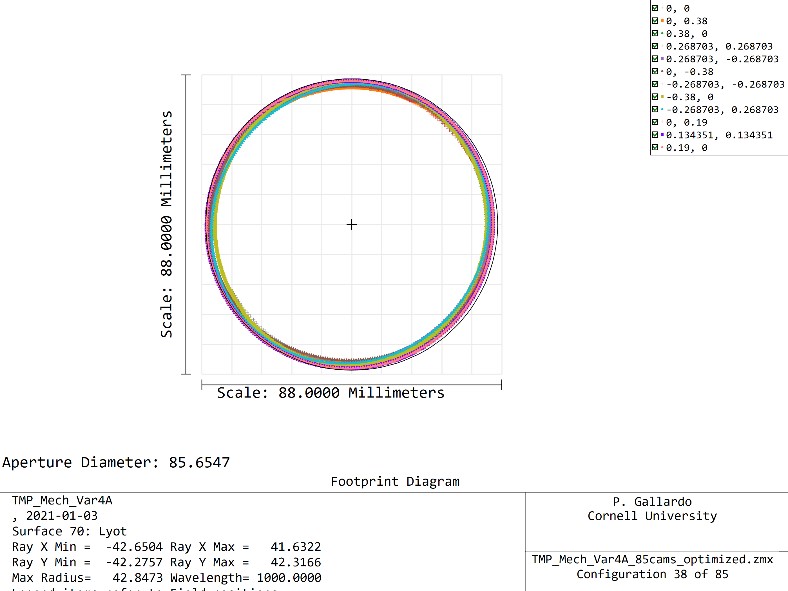 0, 0
0, 0.38
0.38, 0
0.268703, 0.268703
0.268703, -0.268703
0, -0.38
-0.268703, -0.268703
-0.38, 0
-0.268703, 0.268703
0, 0.19
0.134351, 0.134351
0.19, 0
Scale: 88.0000 Millimeters
Scale: 88.0000 Millimeters
Aperture Diameter: 85.6547
Footprint Diagram
TMP_Mech_Var4A
, 2021-01-03
Surface 70: Lyot
Ray X Min = -42.6504 Ray X Max = 41.6322
Ray Y Min = -42.2757 Ray Y Max = 42.3166
Max Radius= 42.8473 Wavelength= 1000.0000
P. Gallardo
Cornell University
TMP_Mech_Var4A_85cams_optimized.zmx
Configuration 38 of 85